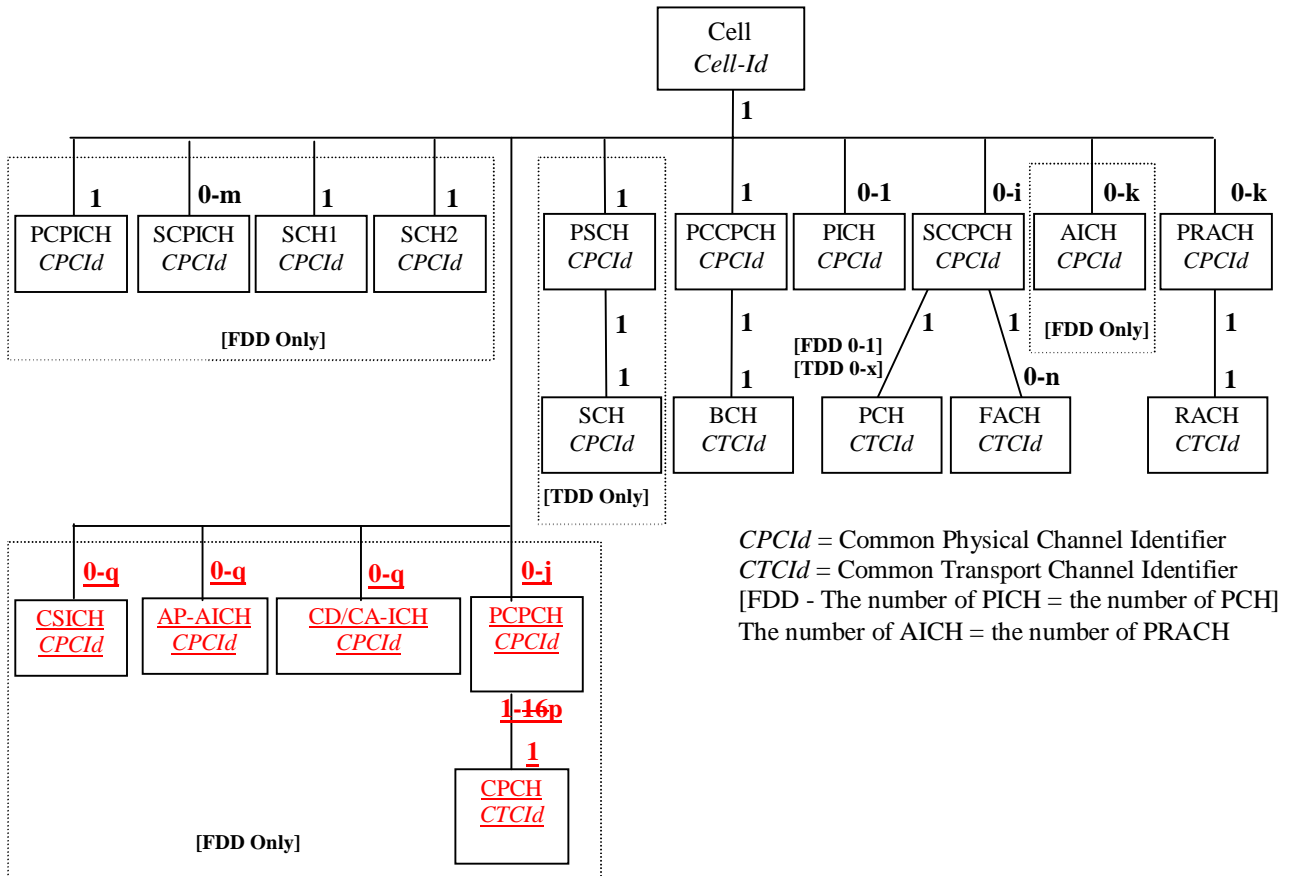 Cell
Cell-Id
1
1
0-m
1
1
1
1
0-1
0-i
0-k
0-k
PCPICH
CPCId
SCPICH
CPCId
SCH1
CPCId
SCH2
CPCId
PSCH
CPCId
PCCPCH
CPCId
PICH
CPCId
SCCPCH
CPCId
AICH
CPCId
PRACH
CPCId
[FDD Only]
1
1
1
1
[FDD Only]
1
[FDD 0-1]
[TDD 0-x]
1
1
0-n
1
SCH
CPCId
BCH
CTCId
PCH
CTCId
FACH
CTCId
RACH
CTCId
[TDD Only]
CPCId = Common Physical Channel Identifier
CTCId = Common Transport Channel Identifier
[FDD - The number of PICH = the number of PCH]
The number of AICH = the number of PRACH
0-q
0-q
0-q
0-j
CSICH
CPCId
AP-AICH
CPCId
CD/CA-ICH
CPCId
PCPCH
CPCId
1-16p
1
CPCH
CTCId
[FDD Only]